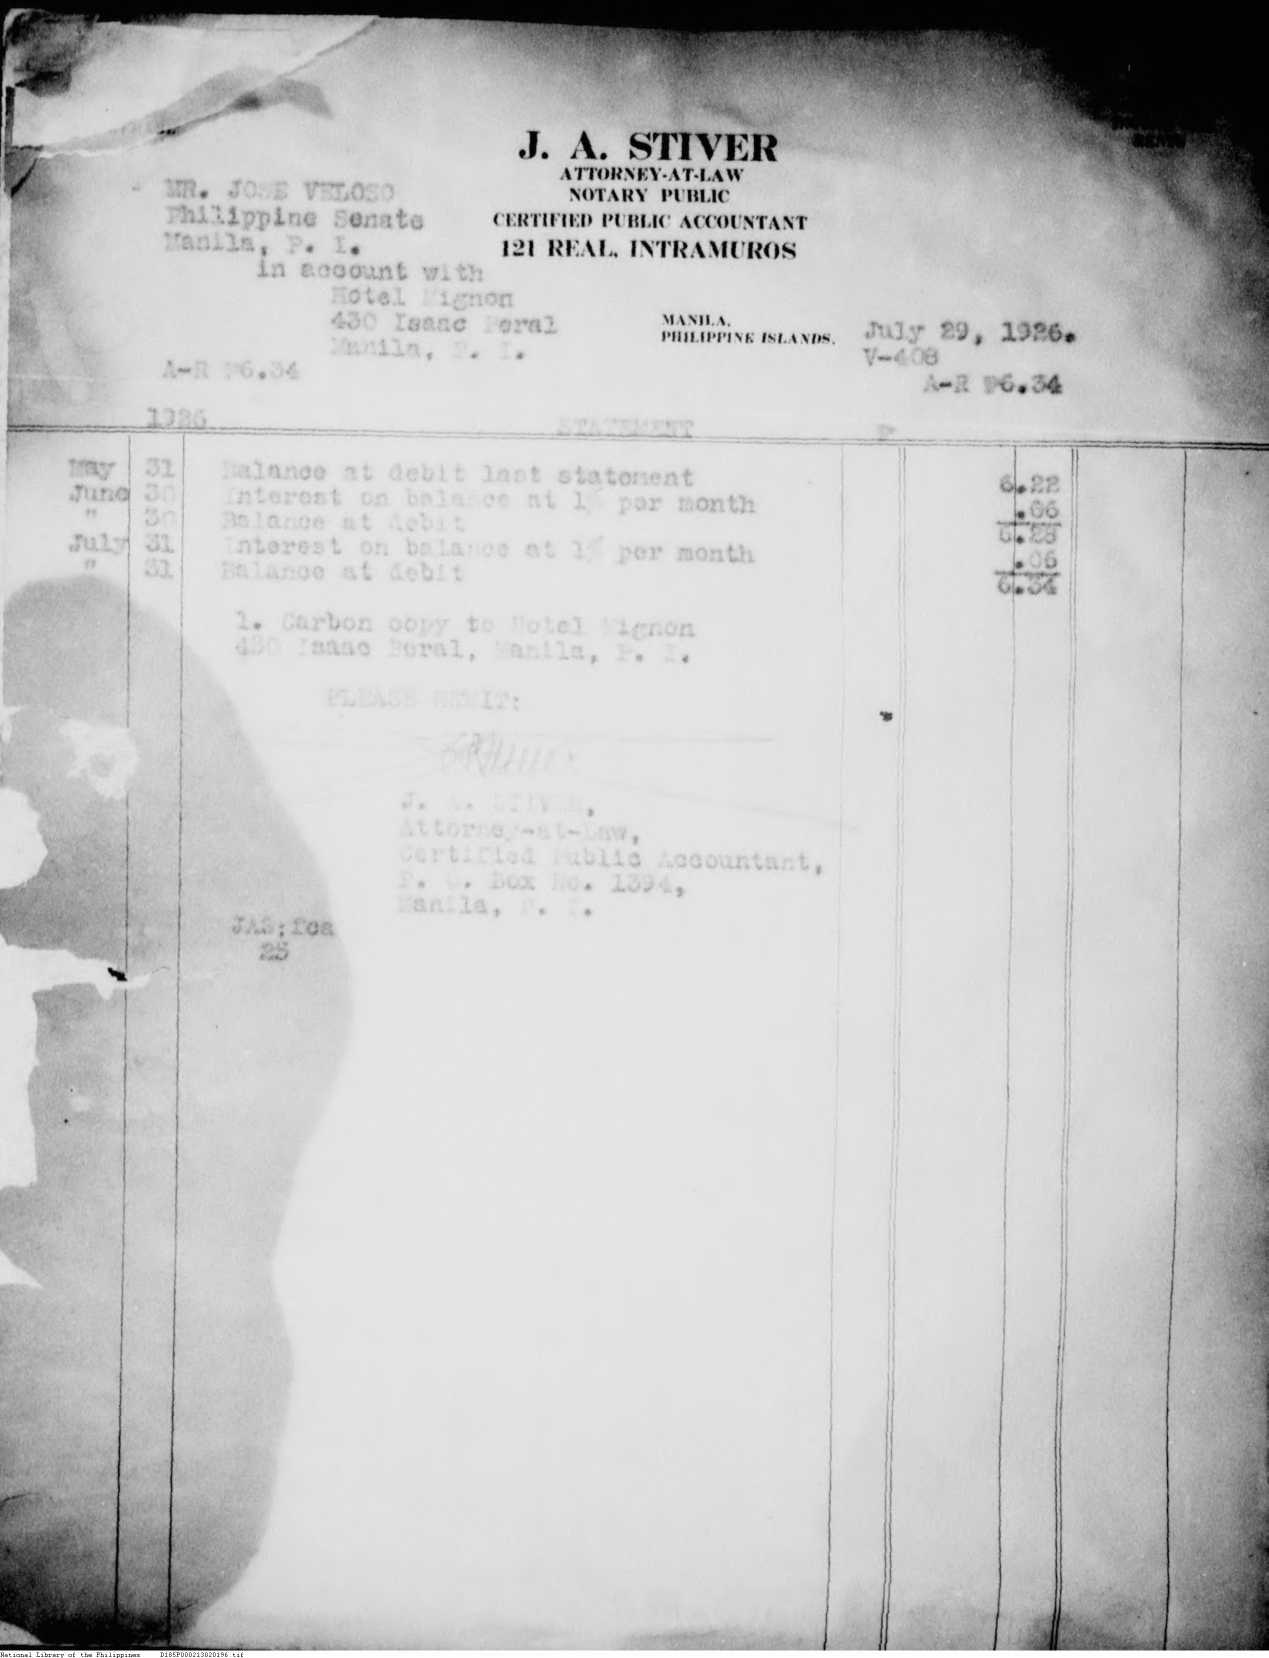 J. A. STIVER
ATTORNEY-AT-LAW
NOTARY PUBLIC
CERTIFIED PUBLIC ACCOUNTANT
121 REAL, INTRAMUROS
MR. JOSE VELOSO
Philippine Senate
Manila, P. I.
in account with
Hotel Mignon
430 Isaac Peral
Manila, P. I.
MANILA,
PHILIPPINE ISLANDS.
July 29, 1926.
V-408
A-R ₱6.34
A-R ₱6.34
1926 STATEMENT ₱
May 31 Balance at debit last statement 6.22
June 30 Interest on balance at 1% per month .06
" 30 Balance at debit 6.28
July 31 Interest on balance at 1% per month .06
" 31 Balance at debit 6.34
1. Carbon copy to Hotel Mignon
430 Isaac Peral, Manila, P. I.
PLEASE REMIT:
J. A. STIVER,
Attorney-at-Law,
Certified Public Accountant,
P. O. Box No. 1394,
Manila, P. I.
JAS;fca
25
National Library of the Philippines D185P000213020196.tif